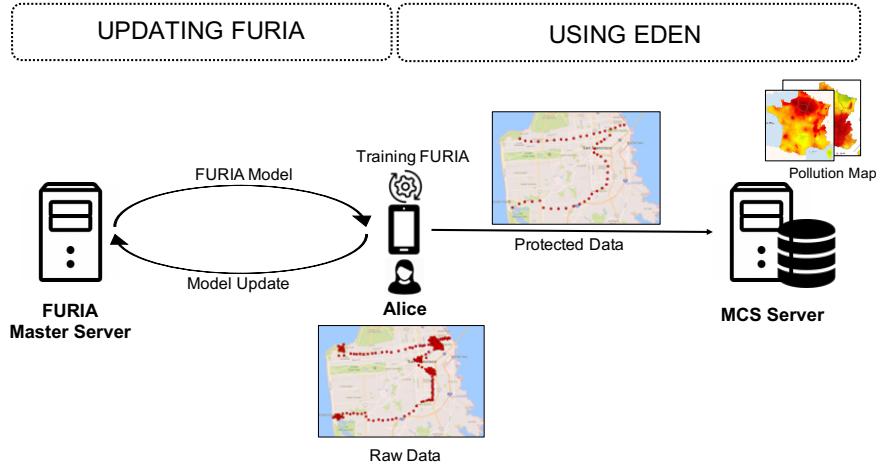 UPDATING FURIA
USING EDEN
FURIA Model
Training FURIA
Pollution Map
Protected Data
Model Update
FURIA
Master Server
Alice
MCS Server
Raw Data